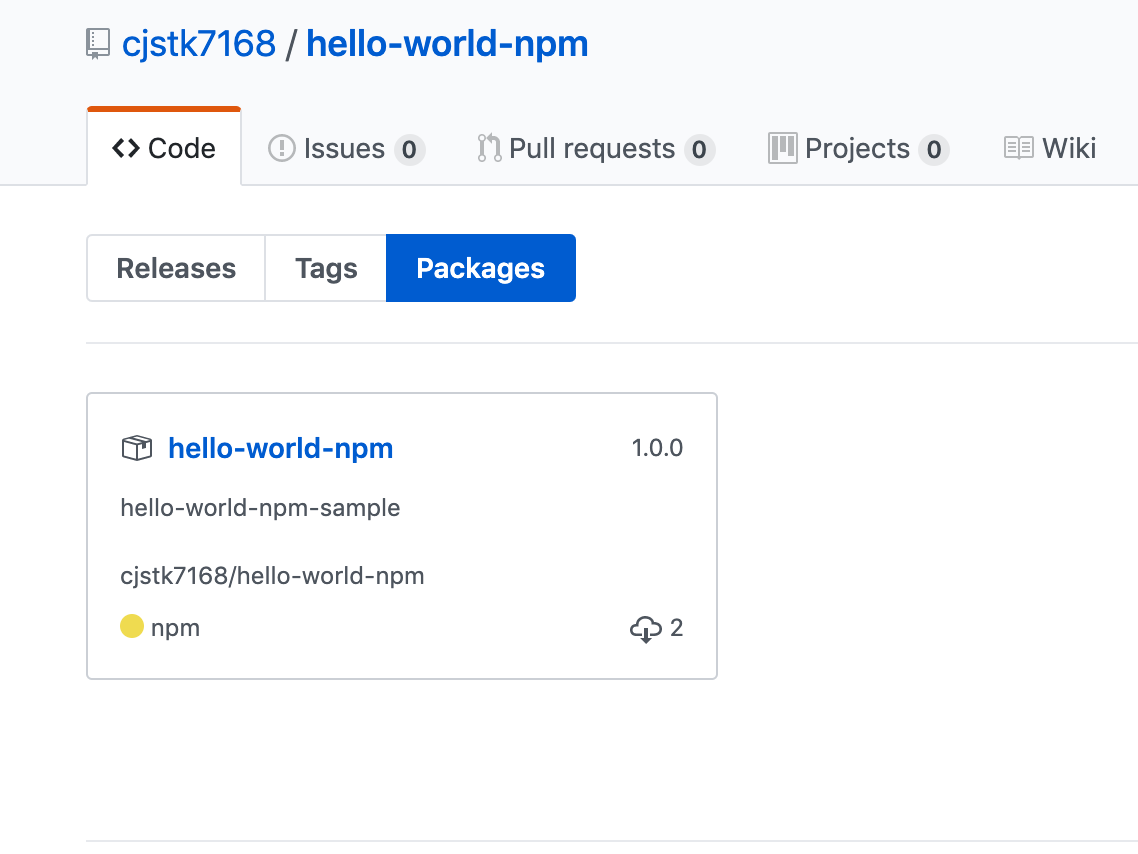 cjstk7168 / hello-world-npm
Code Issues 0 Pull requests 0 Projects 0 Wiki
Releases Tags Packages
hello-world-npm 1.0.0
hello-world-npm-sample
cjstk7168/hello-world-npm
npm 2